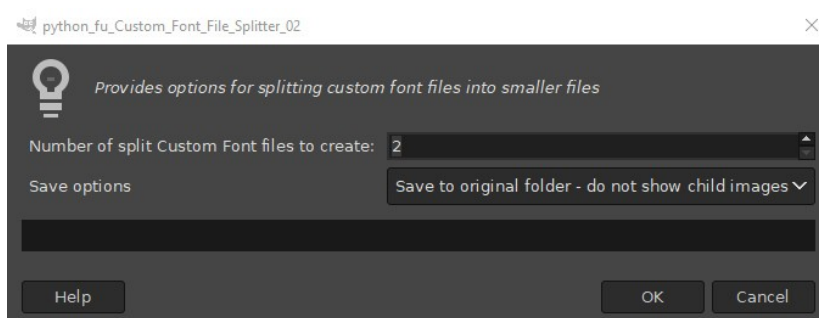 python_fu_Custom_Font_File_Splitter_02
Provides options for splitting custom font files into smaller files
Number of split Custom Font files to create: 2
Save options Save to original folder - do not show child images
Help OK Cancel